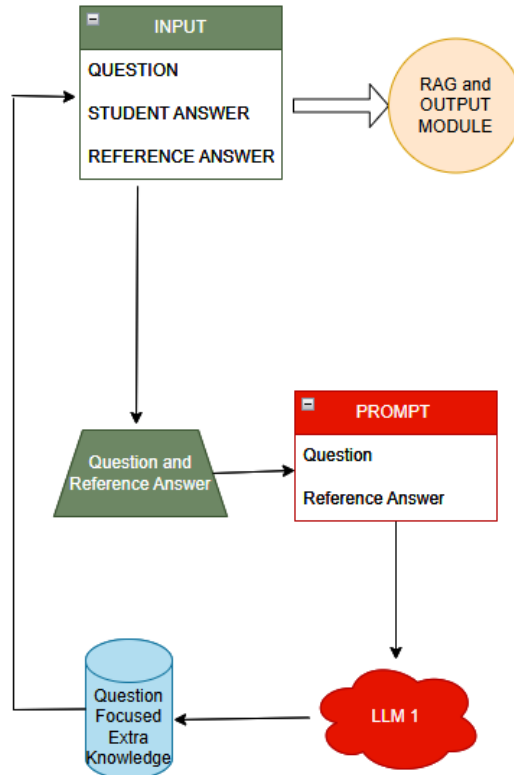 INPUT
QUESTION
STUDENT ANSWER
REFERENCE ANSWER
RAG and
OUTPUT
MODULE
PROMPT
Question
Reference Answer
Question and
Reference Answer
Question
Focused
Extra
Knowledge
LLM 1